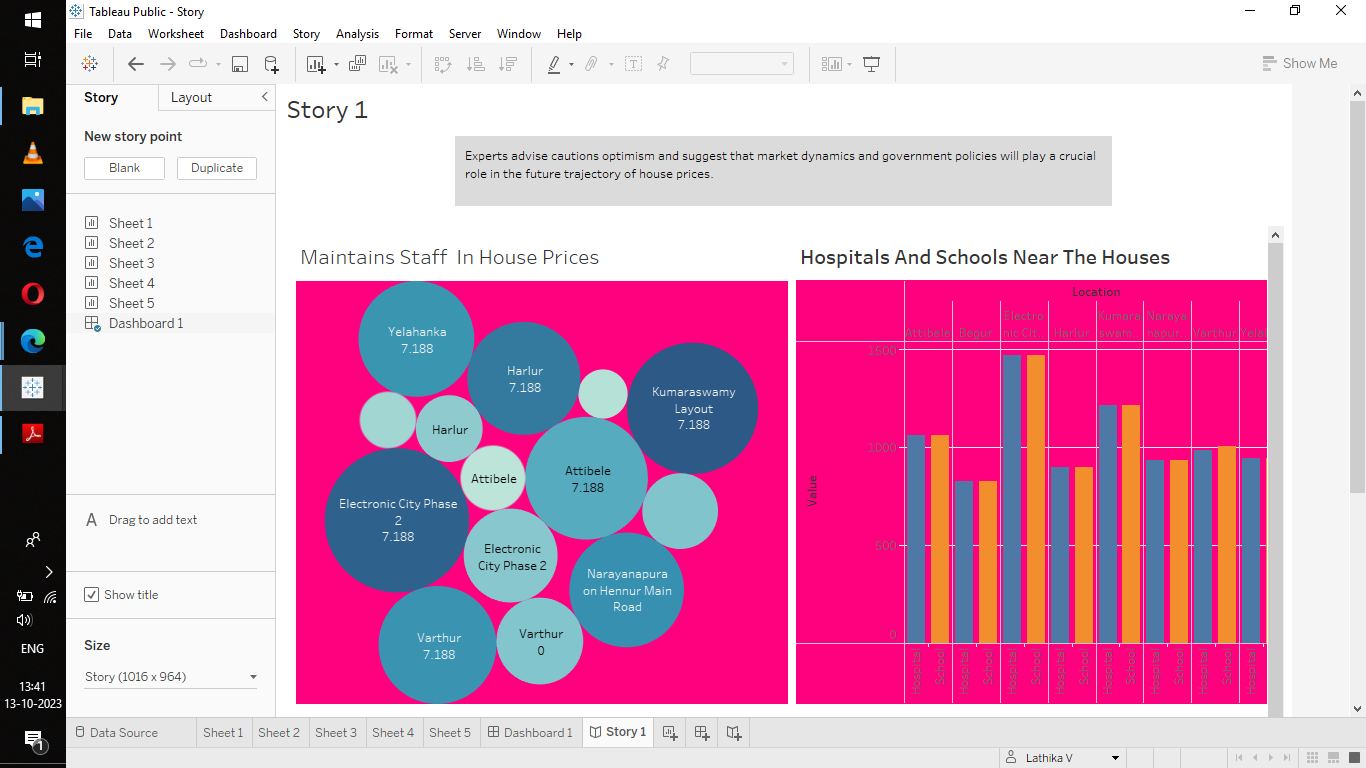 Tableau Public - Story
File Data Worksheet Dashboard Story Analysis Format Server Window Help
Show Me
Story Layout
New story point
Blank Duplicate
Sheet 1
Sheet 2
Sheet 3
Sheet 4
Sheet 5
Dashboard 1
A Drag to add text
Show title
Size
Story (1016 x 964)
Story 1
Experts advise cautions optimism and suggest that market dynamics and government policies will play a crucial
role in the future trajectory of house prices.
Maintains Staff In House Prices
Yelahanka
7.188
Harlur
7.188
Kumaraswamy
Layout
7.188
Harlur
Attibele
Attibele
7.188
Electronic City Phase
2
7.188
Electronic
City Phase 2
Narayanapura
on Hennur Main
Road
Varthur
7.188
Varthur
0
Hospitals And Schools Near The Houses
Location
Electro Kumara Naraya
Attibele Begur nic Cit.. Harlur swam.. napur.. Varthur Yelah
Value
1500
1000
500
0
Hospital School Hospital School Hospital School Hospital School Hospital School Hospital School Hospital School Hospital
Data Source Sheet 1 Sheet 2 Sheet 3 Sheet 4 Sheet 5 Dashboard 1 Story 1
Lathika V
ENG
13:41
13-10-2023
1